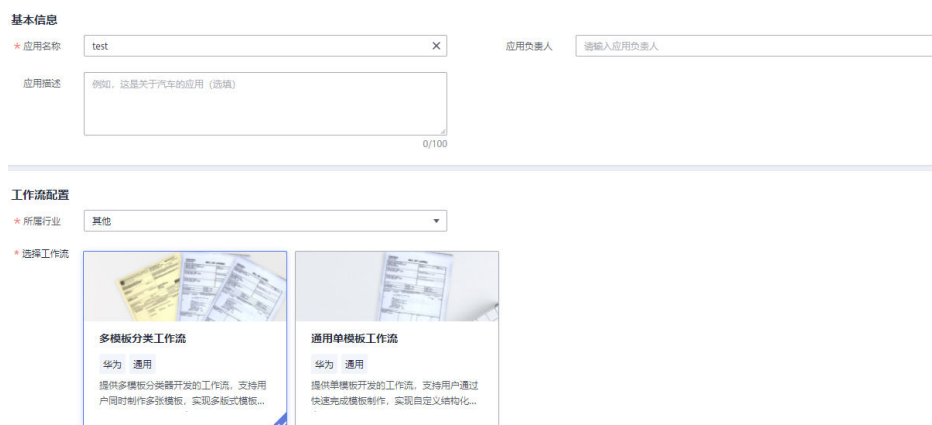 基本信息
* 应用名称 test 应用负责人 请输入应用负责人
应用描述 例如，这是关于汽车的应用（选填）
0/100
工作流配置
* 所属行业 其他
* 选择工作流
多模板分类工作流 通用单模板工作流
华为 通用 华为 通用
提供多模板分类器开发的工作流，支持用 提供单模板开发的工作流，支持用户通过
户同时制作多张模板，实现多版式模板... 快速完成模板制作，实现自定义结构化...